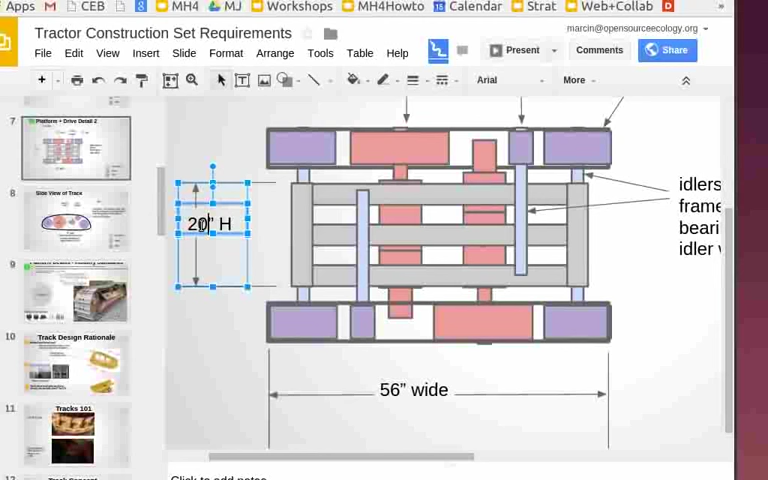 Apps CEB MH4 MJ Workshops MH4Howto Calendar Strat Web+Collab D »
Tractor Construction Set Requirements
marcin@opensourceecology.org
File Edit View Insert Slide Format Arrange Tools Table Help
Present Comments Share
Arial More
7 Platform + Drive Detail 2
8 Side View of Trace
9
10 Track Design Rationale
11 Tracks 101
20” H
idlers
frame
beari
idler w
56” wide
Click to add notes